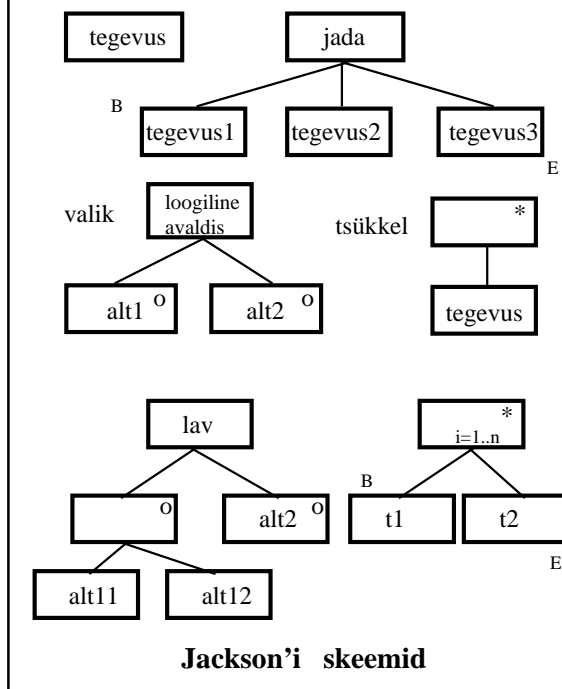 tegevus
jada
B
tegevus1
tegevus2
tegevus3
E
valik
loogiline
avaldis
tsükkel
*
alt1
o
alt2
o
tegevus
lav
*
i=1..n
B
o
alt2
o
t1
t2
E
alt11
alt12
Jackson'i skeemid